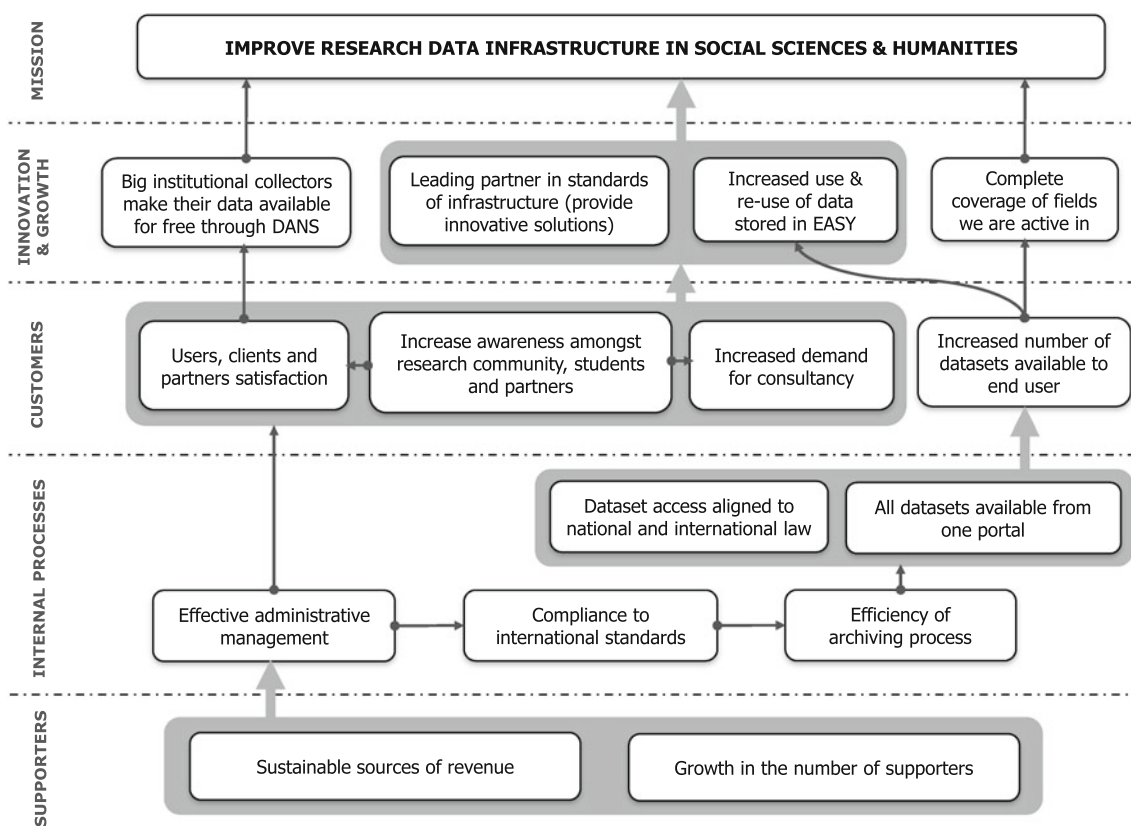 MISSION
IMPROVE RESEARCH DATA INFRASTRUCTURE IN SOCIAL SCIENCES & HUMANITIES
INNOVATION
& GROWTH
Big institutional collectors
make their data available
for free through DANS
Leading partner in standards
of infrastructure (provide
innovative solutions)
Increased use &
re-use of data
stored in EASY
Complete
coverage of fields
we are active in
CUSTOMERS
Users, clients and
partners satisfaction
Increase awareness amongst
research community, students
and partners
Increased demand
for consultancy
Increased number of
datasets available to
end user
INTERNAL PROCESSES
Dataset access aligned to
national and international law
All datasets available from
one portal
Effective administrative
management
Compliance to
international standards
Efficiency of
archiving process
SUPPORTERS
Sustainable sources of revenue
Growth in the number of supporters